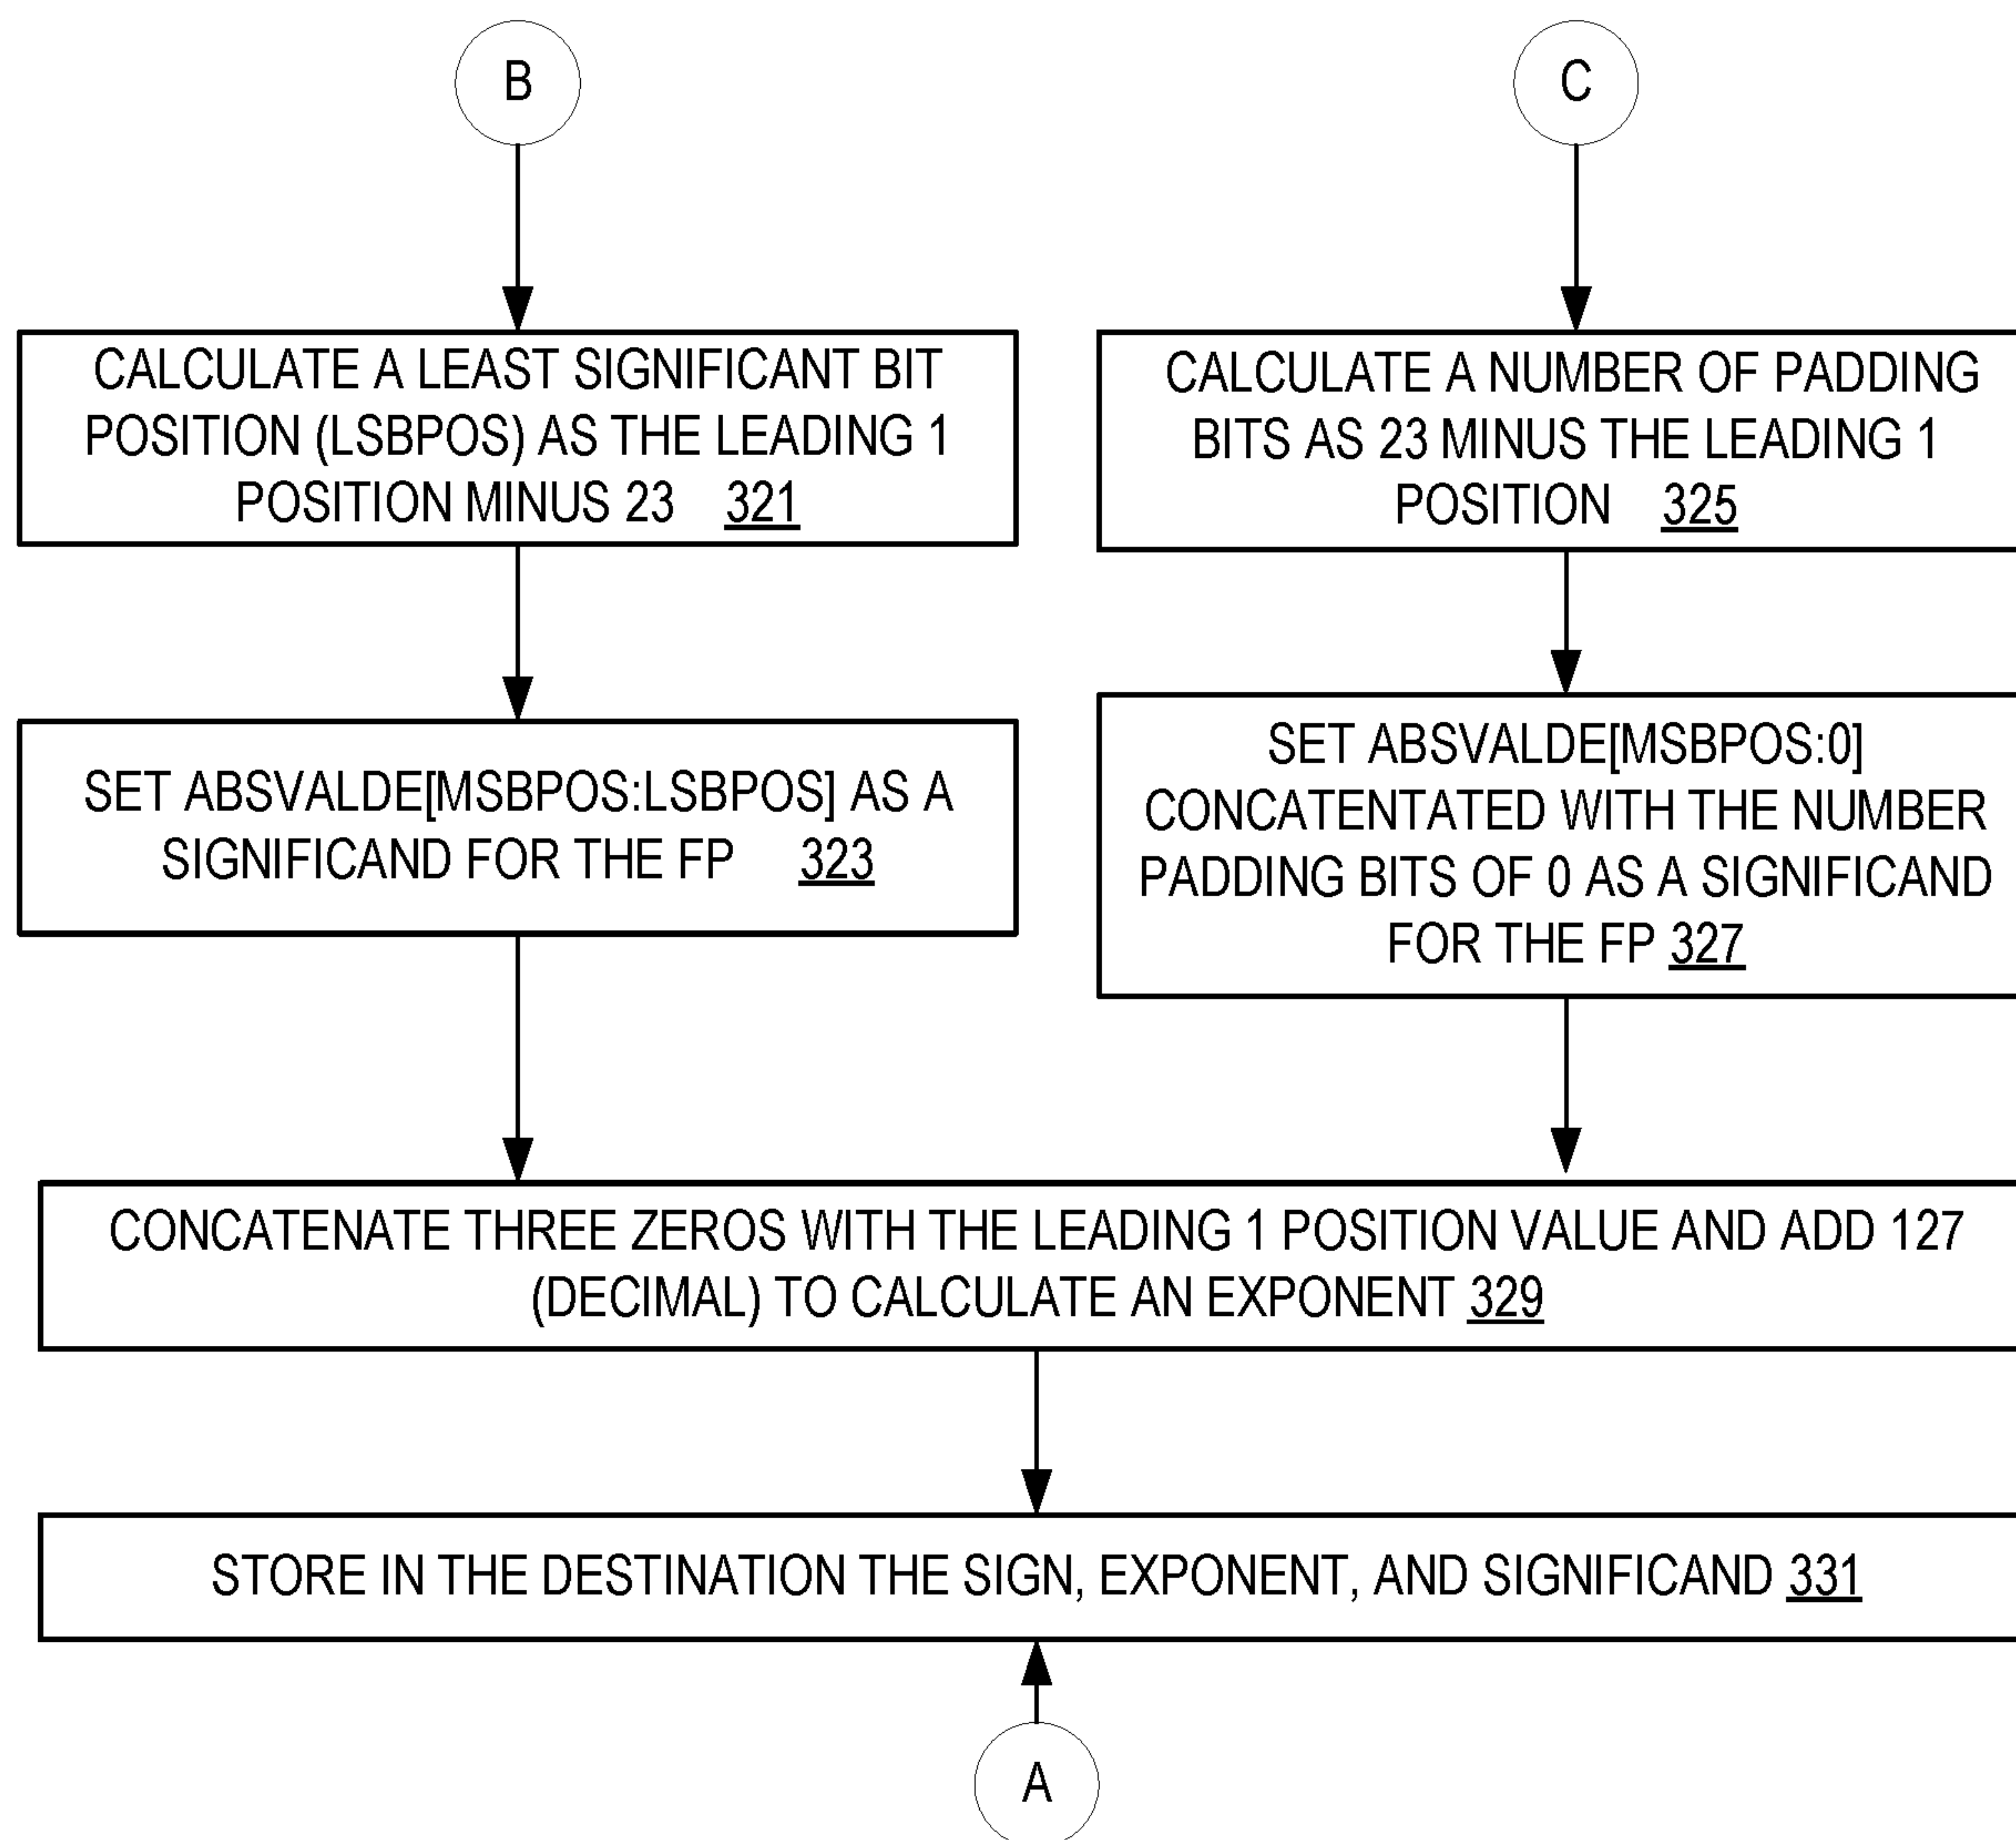 B
C
CALCULATE A LEAST SIGNIFICANT BIT
POSITION (LSBPOS) AS THE LEADING 1
POSITION MINUS 23 321
CALCULATE A NUMBER OF PADDING
BITS AS 23 MINUS THE LEADING 1
POSITION 325
SET ABSVALDE[MSBPOS:LSBPOS] AS A
SIGNIFICAND FOR THE FP 323
SET ABSVALDE[MSBPOS:0]
CONCATENTATED WITH THE NUMBER
PADDING BITS OF 0 AS A SIGNIFICAND
FOR THE FP 327
CONCATENATE THREE ZEROS WITH THE LEADING 1 POSITION VALUE AND ADD 127
(DECIMAL) TO CALCULATE AN EXPONENT 329
STORE IN THE DESTINATION THE SIGN, EXPONENT, AND SIGNIFICAND 331
A